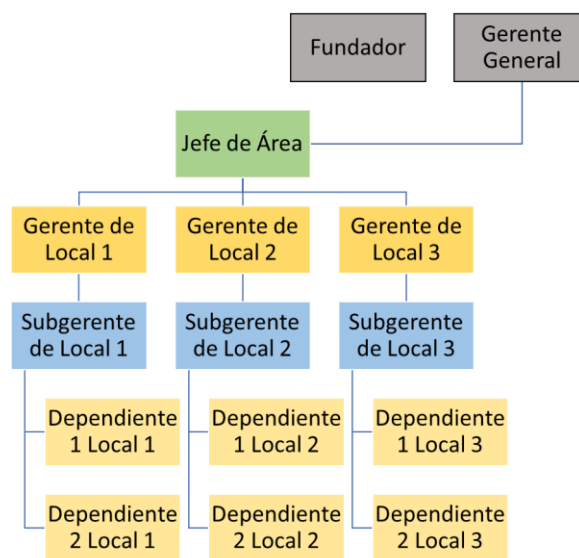 Fundador
Gerente
General
Jefe de Área
Gerente de
Local 1
Gerente de
Local 2
Gerente de
Local 3
Subgerente
de Local 1
Subgerente
de Local 2
Subgerente
de Local 3
Dependiente
1 Local 1
Dependiente
1 Local 2
Dependiente
1 Local 3
Dependiente
2 Local 1
Dependiente
2 Local 2
Dependiente
2 Local 3